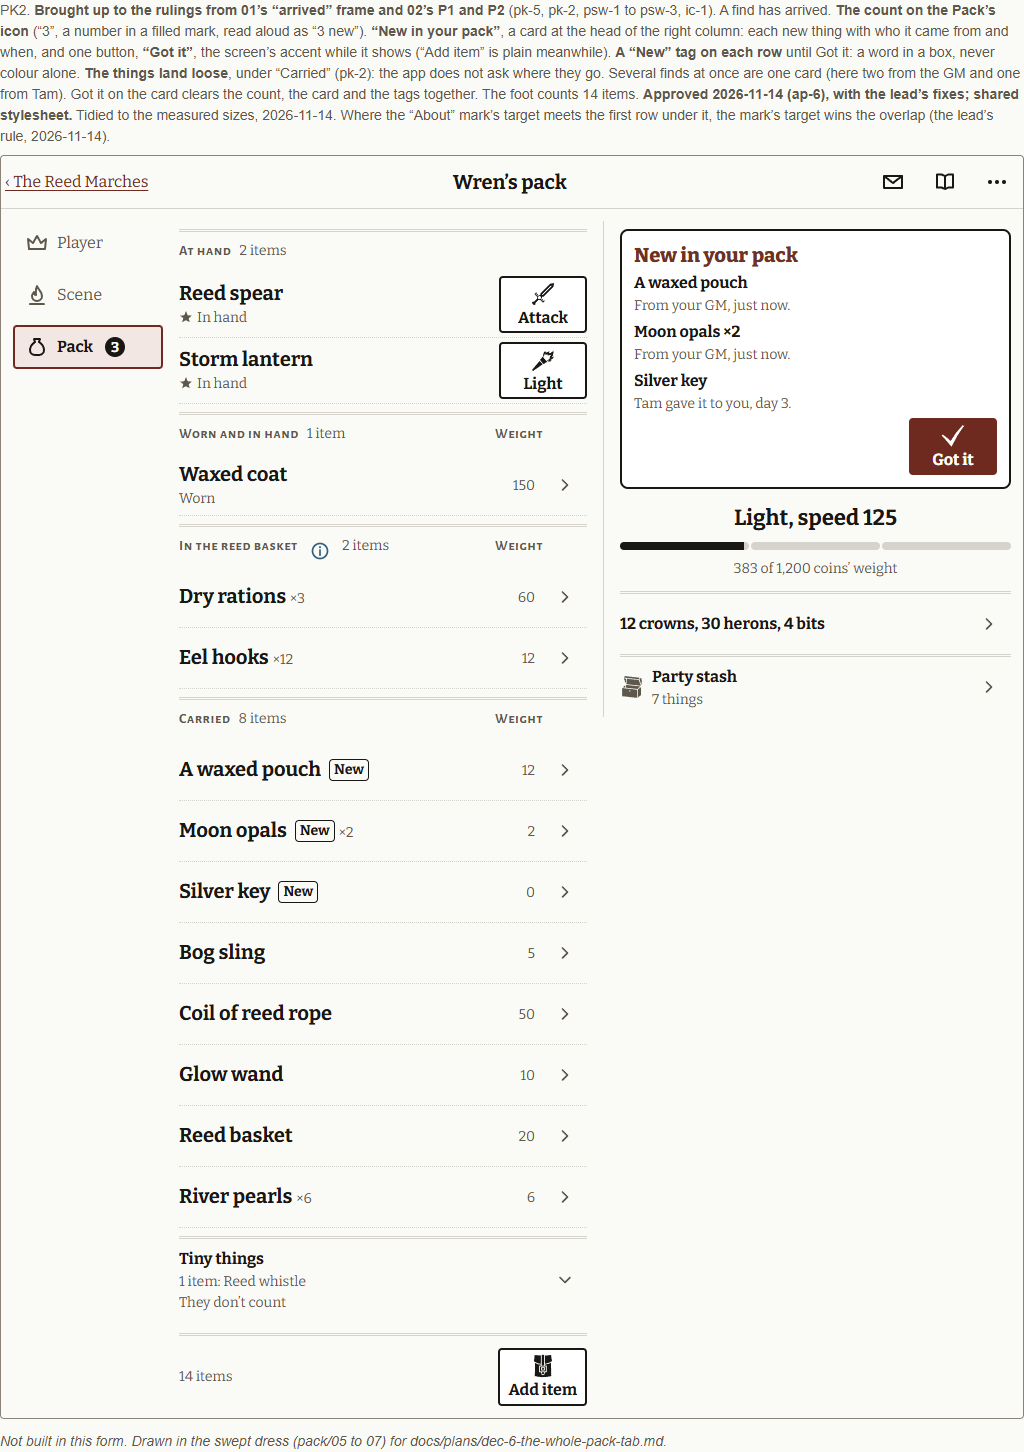 PK2. Brought up to the rulings from 01’s “arrived” frame and 02’s P1 and P2 (pk-5, pk-2, psw-1 to psw-3, ic-1). A find has arrived. The count on the Pack’s
icon (“3”, a number in a filled mark, read aloud as “3 new”). “New in your pack”, a card at the head of the right column: each new thing with who it came from and
when, and one button, “Got it”, the screen’s accent while it shows (“Add item” is plain meanwhile). A “New” tag on each row until Got it: a word in a box, never
colour alone. The things land loose, under “Carried” (pk-2): the app does not ask where they go. Several finds at once are one card (here two from the GM and one
from Tam). Got it on the card clears the count, the card and the tags together. The foot counts 14 items. Approved 2026-11-14 (ap-6), with the lead’s fixes; shared
stylesheet. Tidied to the measured sizes, 2026-11-14. Where the “About” mark’s target meets the first row under it, the mark’s target wins the overlap (the lead’s
rule, 2026-11-14).
‹ The Reed Marches
Wren’s pack
Player
Scene
Pack 3
At hand 2 items
Reed spear
★ In hand
Attack
Storm lantern
★ In hand
Light
Worn and in hand 1 item Weight
Waxed coat
Worn
150
In the reed basket 2 items Weight
Dry rations ×3 60
Eel hooks ×12 12
Carried 8 items Weight
A waxed pouch New 12
Moon opals New ×2 2
Silver key New 0
Bog sling 5
Coil of reed rope 50
Glow wand 10
Reed basket 20
River pearls ×6 6
Tiny things
1 item: Reed whistle
They don’t count
14 items
Add item
New in your pack
A waxed pouch
From your GM, just now.
Moon opals ×2
From your GM, just now.
Silver key
Tam gave it to you, day 3.
Got it
Light, speed 125
383 of 1,200 coins’ weight
12 crowns, 30 herons, 4 bits
Party stash
7 things
Not built in this form. Drawn in the swept dress (pack/05 to 07) for docs/plans/dec-6-the-whole-pack-tab.md.